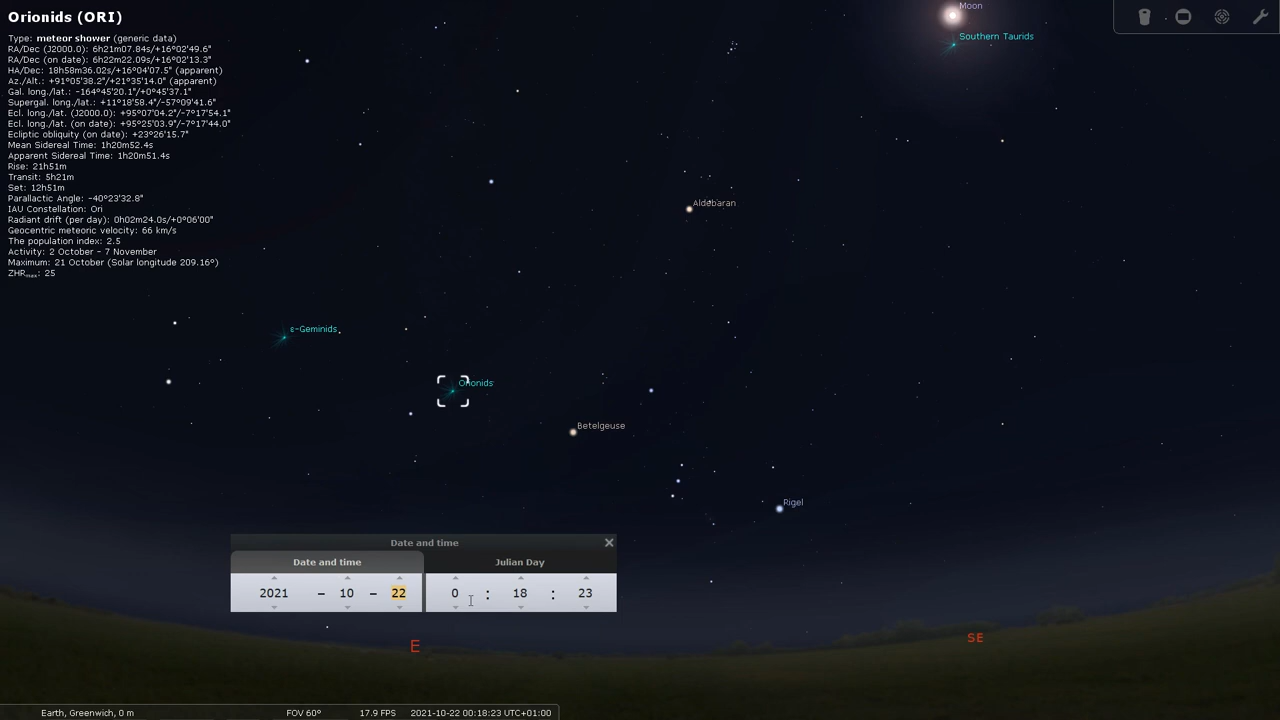 Orionids (ORI)
Type: meteor shower (generic data)
RA/Dec (J2000.0): 6h21m07.84s/+16°02'49.6"
RA/Dec (on date): 6h22m22.09s/+16°02'13.3"
HA/Dec: 18h58m36.02s/+16°04'07.5" (apparent)
Az./Alt.: +91°05'38.2"/+21°35'14.0" (apparent)
Gal. long./lat.: -164°45'20.1"/+0°45'37.1"
Supergal. long./lat.: +11°18'58.4"/-57°09'41.6"
Ecl. long./lat. (J2000.0): +95°07'04.2"/-7°17'54.1"
Ecl. long./lat. (on date): +95°25'03.9"/-7°17'44.0"
Ecliptic obliquity (on date): +23°26'15.7"
Mean Sidereal Time: 1h20m52.4s
Apparent Sidereal Time: 1h20m51.4s
Rise: 21h51m
Transit: 5h21m
Set: 12h51m
Parallactic Angle: -40°23'32.8"
IAU Constellation: Ori
Radiant drift (per day): 0h02m24.0s/+0°06'00"
Geocentric meteoric velocity: 66 km/s
The population index: 2.5
Activity: 2 October - 7 November
Maximum: 21 October (Solar longitude 209.16°)
ZHRmax: 25
Moon
Southern Taurids
Aldebaran
ε-Geminids
Orionids
Betelgeuse
Rigel
Date and time
Date and time Julian Day
2021 - 10 - 22 0 : 18 : 23
E
SE
Earth, Greenwich, 0 m FOV 60° 17.9 FPS 2021-10-22 00:18:23 UTC+01:00